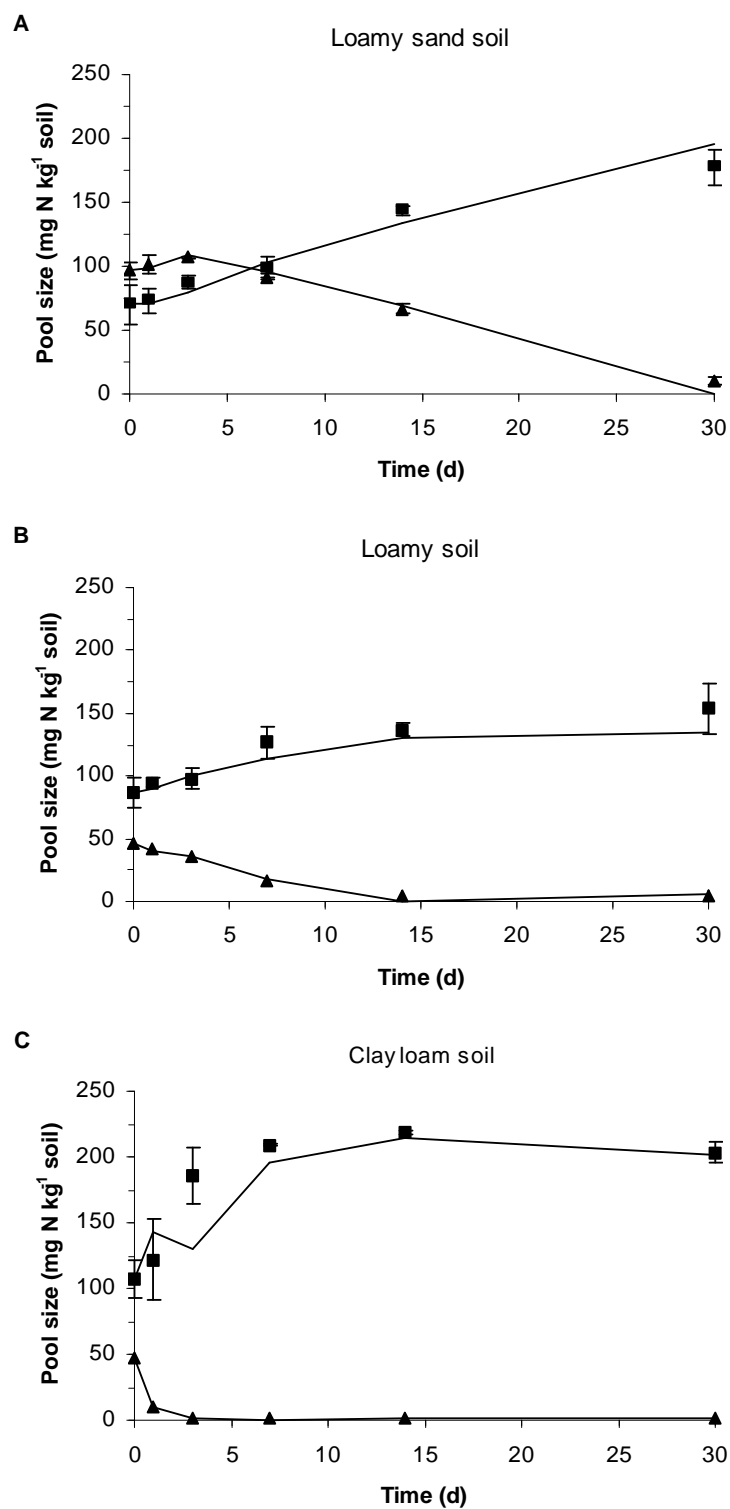 A
Loamy sand soil
250
200
150
100
50
0
0 5 10 15 20 25 30
Pool size (mg N kg-1 soil)
Time (d)
B
Loamy soil
250
200
150
100
50
0
0 5 10 15 20 25 30
Pool size (mg N kg-1 soil)
Time (d)
C
Clay loam soil
250
200
150
100
50
0
0 5 10 15 20 25 30
Pool size (mg N kg-1 soil)
Time (d)